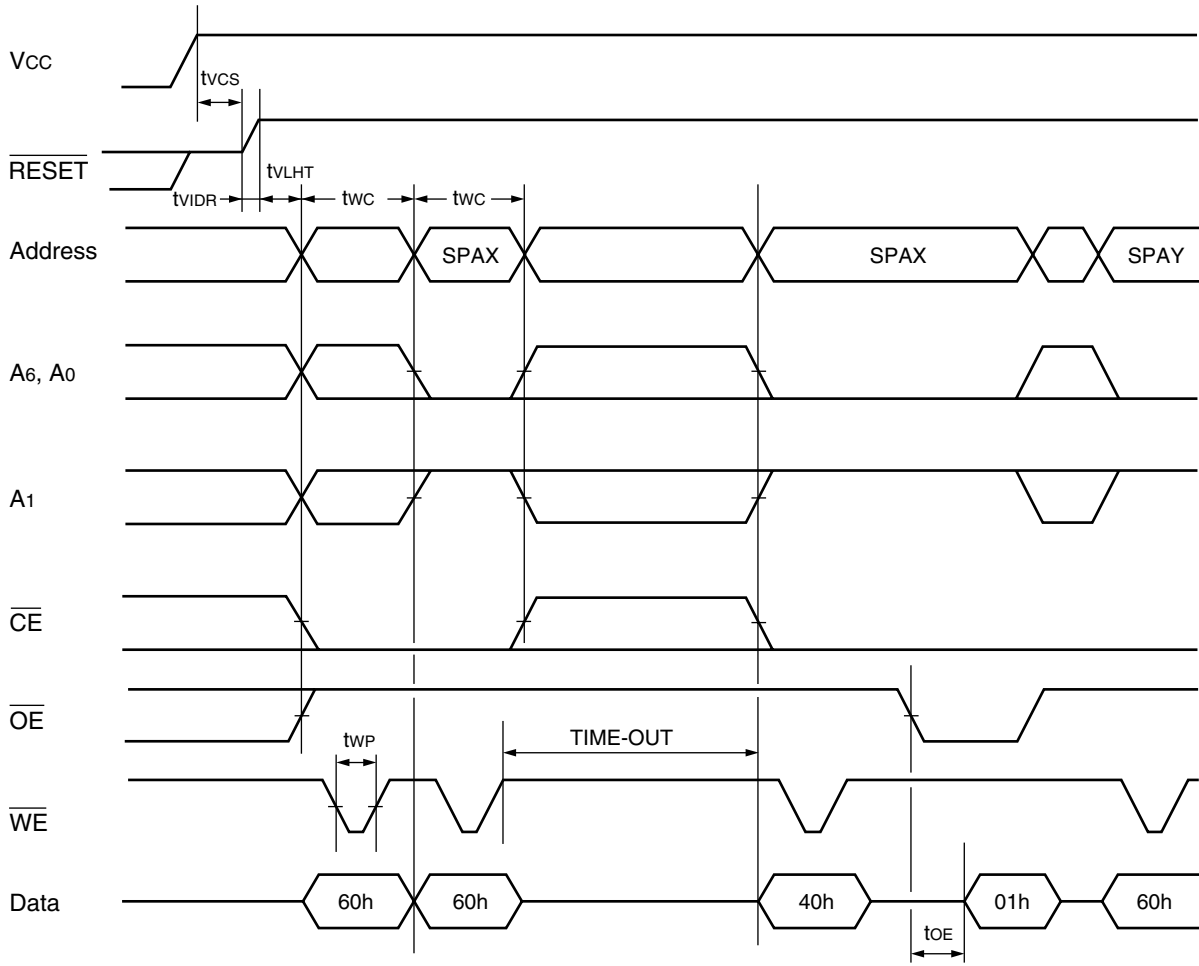 VCC
tVCS
RESET
tVIDR
tVLHT
tWC
tWC
Address
SPAX
SPAX
SPAY
A6, A0
A1
CE
OE
tWP
TIME-OUT
WE
Data
60h
60h
40h
01h
60h
tOE